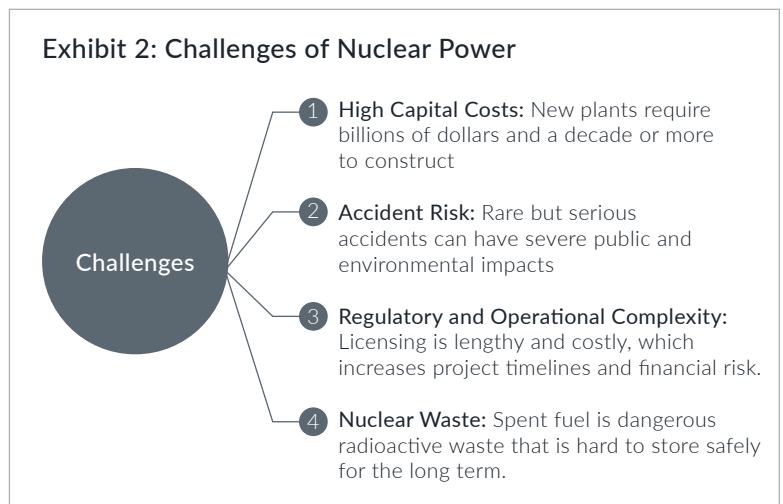 Exhibit 2: Challenges of Nuclear Power
Challenges
1 High Capital Costs: New plants require
billions of dollars and a decade or more
to construct
2 Accident Risk: Rare but serious
accidents can have severe public and
environmental impacts
3 Regulatory and Operational Complexity:
Licensing is lengthy and costly, which
increases project timelines and financial risk.
4 Nuclear Waste: Spent fuel is dangerous
radioactive waste that is hard to store safely
for the long term.